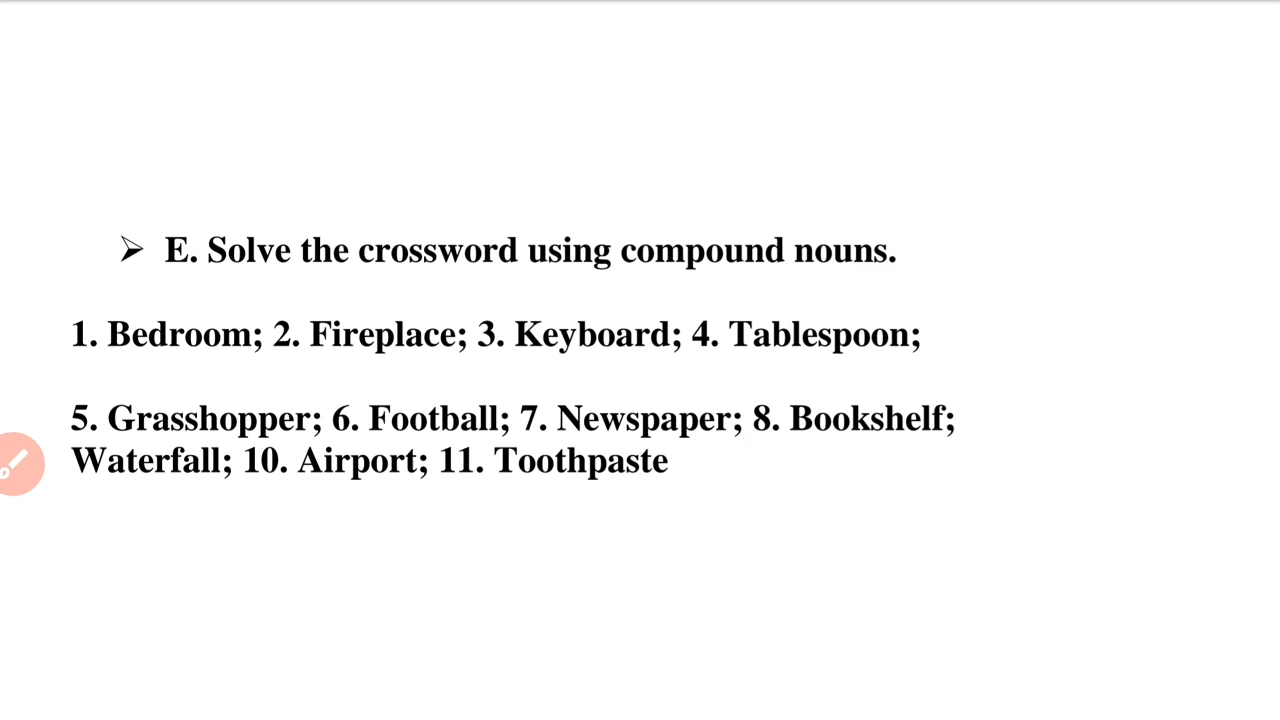 ➢ E. Solve the crossword using compound nouns.
1. Bedroom; 2. Fireplace; 3. Keyboard; 4. Tablespoon;
5. Grasshopper; 6. Football; 7. Newspaper; 8. Bookshelf;
Waterfall; 10. Airport; 11. Toothpaste